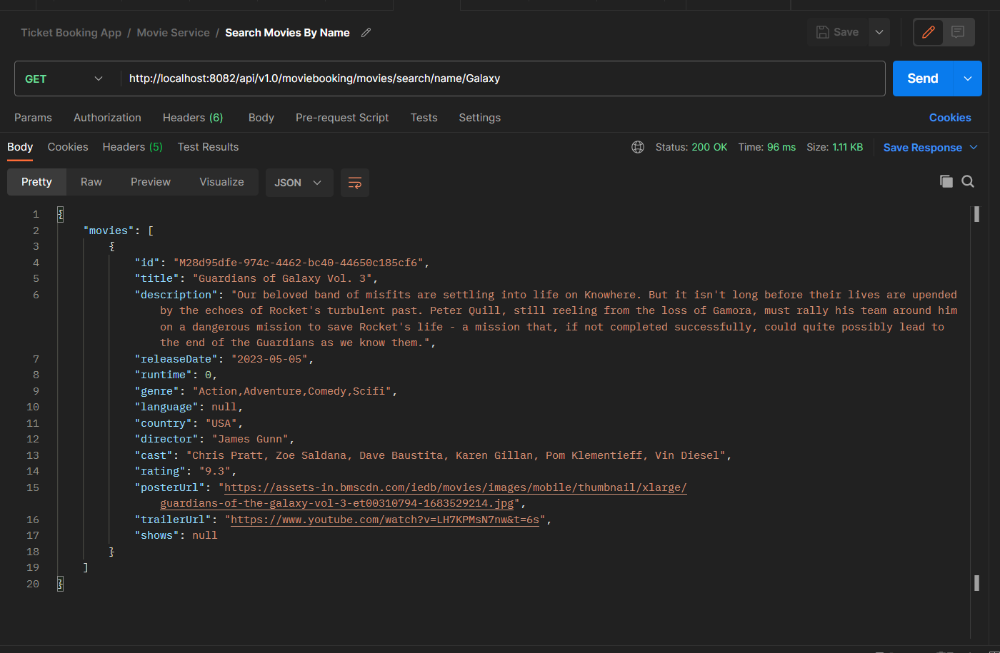 Ticket Booking App / Movie Service / Search Movies By Name
Save
GET http://localhost:8082/api/v1.0/moviebooking/movies/search/name/Galaxy Send
Params Authorization Headers (6) Body Pre-request Script Tests Settings Cookies
Body Cookies Headers (5) Test Results Status: 200 OK Time: 96 ms Size: 1.11 KB Save Response
Pretty Raw Preview Visualize JSON
1 {
2 "movies": [
3 {
4 "id": "M28d95dfe-974c-4462-bc40-44650c185cf6",
5 "title": "Guardians of Galaxy Vol. 3",
6 "description": "Our beloved band of misfits are settling into life on Knowhere. But it isn't long before their lives are upended
by the echoes of Rocket's turbulent past. Peter Quill, still reeling from the loss of Gamora, must rally his team around him
on a dangerous mission to save Rocket's life - a mission that, if not completed successfully, could quite possibly lead to
the end of the Guardians as we know them.",
7 "releaseDate": "2023-05-05",
8 "runtime": 0,
9 "genre": "Action,Adventure,Comedy,Scifi",
10 "language": null,
11 "country": "USA",
12 "director": "James Gunn",
13 "cast": "Chris Pratt, Zoe Saldana, Dave Baustita, Karen Gillan, Pom Klementieff, Vin Diesel",
14 "rating": "9.3",
15 "posterUrl": "https://assets-in.bmscdn.com/iedb/movies/images/mobile/thumbnail/xlarge/
guardians-of-the-galaxy-vol-3-et00310794-1683529214.jpg",
16 "trailerUrl": "https://www.youtube.com/watch?v=LH7KPMsN7nw&t=6s",
17 "shows": null
18 }
19 ]
20 }